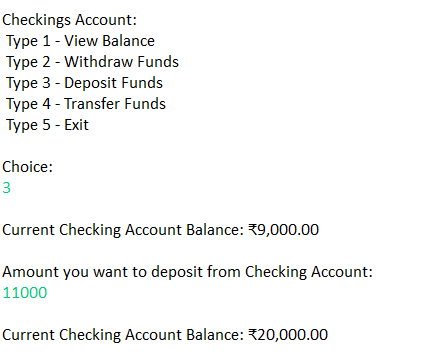 Checkings Account:
Type 1 - View Balance
Type 2 - Withdraw Funds
Type 3 - Deposit Funds
Type 4 - Transfer Funds
Type 5 - Exit
Choice:
3
Current Checking Account Balance: ₹9,000.00
Amount you want to deposit from Checking Account:
11000
Current Checking Account Balance: ₹20,000.00